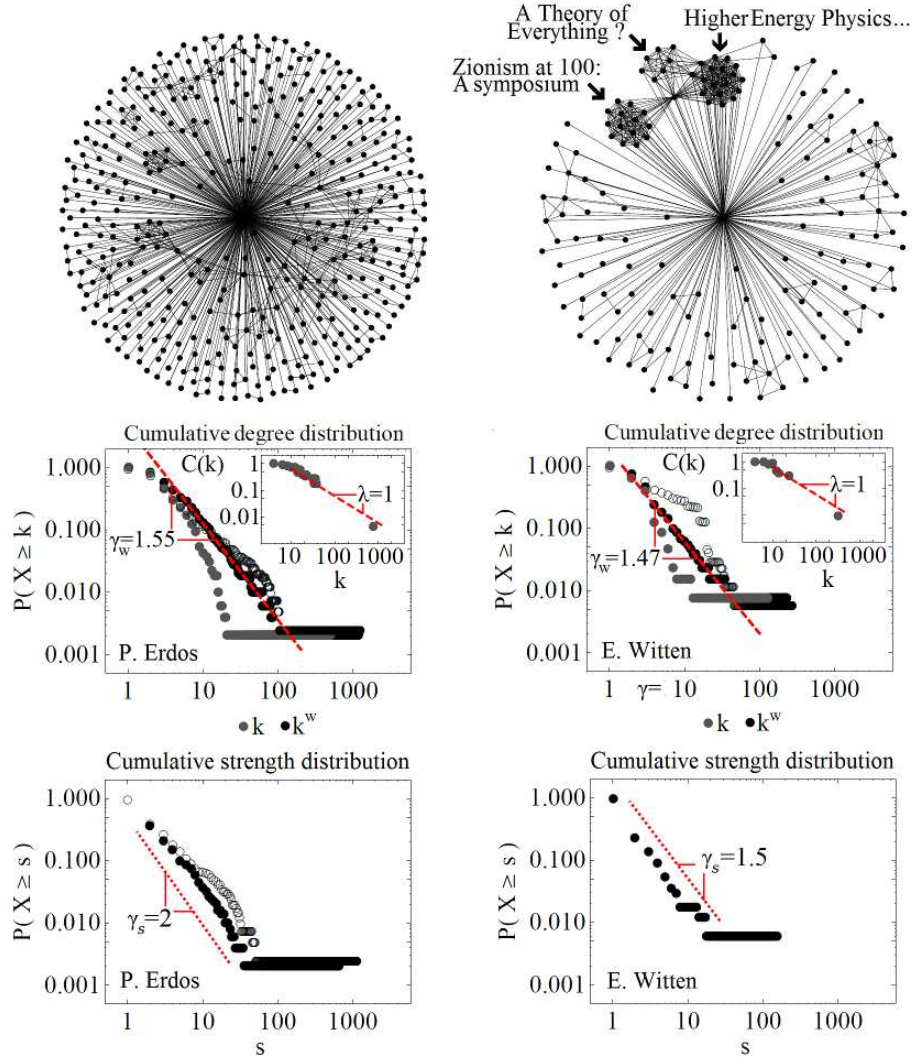 A Theory of
Everything ?
Higher Energy Physics...
Zionism at 100:
A symposium
Cumulative degree distribution
1.000
0.100
0.010
0.001
P( X ≥ k )
C(k)
1
0.1
0.01
λ=1
10
100
1000
k
γw=1.55
P. Erdos
1
10
100
1000
k
kʷ
Cumulative degree distribution
1.000
0.100
0.010
0.001
P( X ≥ k )
C(k)
1
0.1
λ=1
10
100
1000
k
γw=1.47
E. Witten
1
γ=
10
100
1000
k
kʷ
Cumulative strength distribution
1.000
0.100
0.010
0.001
P( X ≥ s )
γs=2
P. Erdos
1
10
100
1000
s
Cumulative strength distribution
1.000
0.100
0.010
0.001
P( X ≥ s )
γs=1.5
E. Witten
1
10
100
1000
s